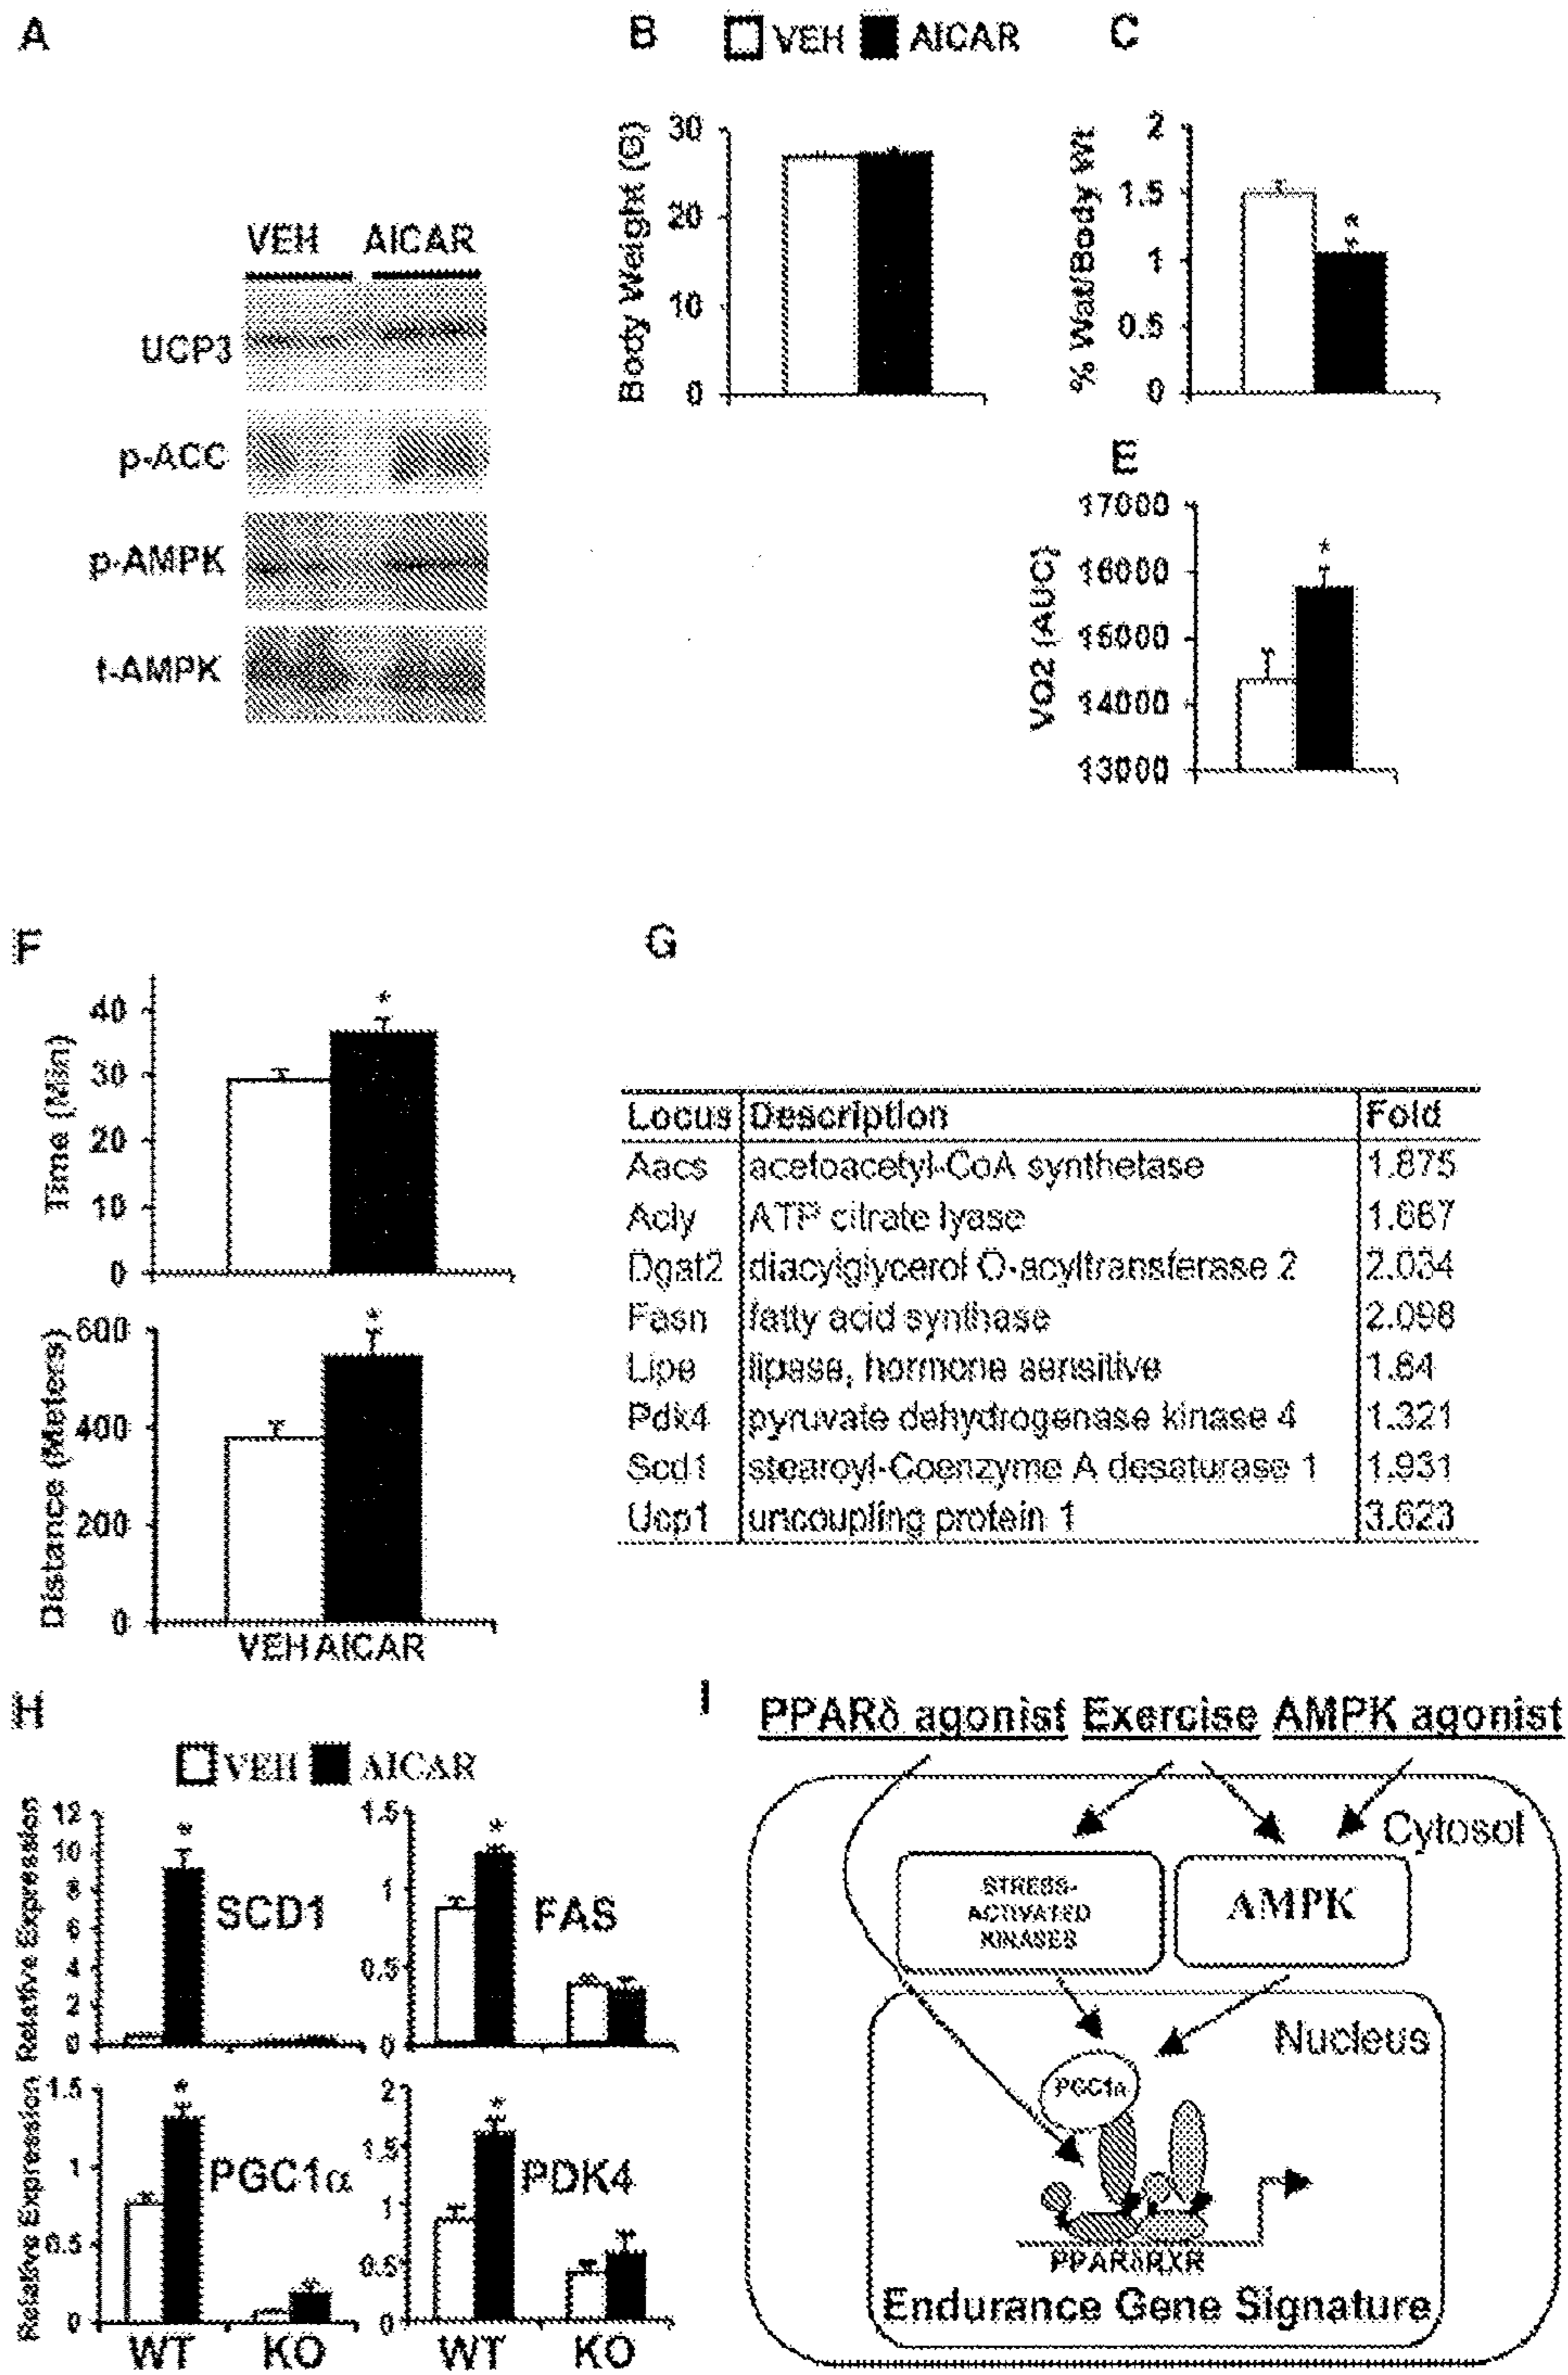 A
VEH AICAR
UCP3
p-ACC
p-AMPK
t-AMPK
B
VEH AICAR
Body Weight (G)
30
20
10
0
C
% Wat/Body Wt
2
1.5
1
0.5
0
*
E
VO2 (AUC)
17000
16000
15000
14000
13000
*
F
Time (Min)
40
30
20
10
0
*
Distance (Meters)
600
400
200
0
*
VEH AICAR
G
Locus Description Fold
Aacs acetoacetyl-CoA synthetase 1.875
Acly ATP citrate lyase 1.667
Dgat2 diacylglycerol O-acyltransferase 2 2.034
Fasn fatty acid synthase 2.098
Lipe lipase, hormone sensitive 1.84
Pdk4 pyruvate dehydrogenase kinase 4 1.321
Scd1 stearoyl-Coenzyme A desaturase 1 1.931
Ucp1 uncoupling protein 1 3.623
H
VEH AICAR
Relative Expression
12
10
8
6
4
2
0
*
SCD1
1.5
1
0.5
0
*
FAS
Relative Expression
1.5
1
0.5
0
*
PGC1α
WT KO
2
1.5
1
0.5
0
*
PDK4
WT KO
I
PPARδ agonist Exercise AMPK agonist
Cytosol
STRESS-
ACTIVATED
KINASES
AMPK
Nucleus
PGC1α
PPARδ RXR
Endurance Gene Signature